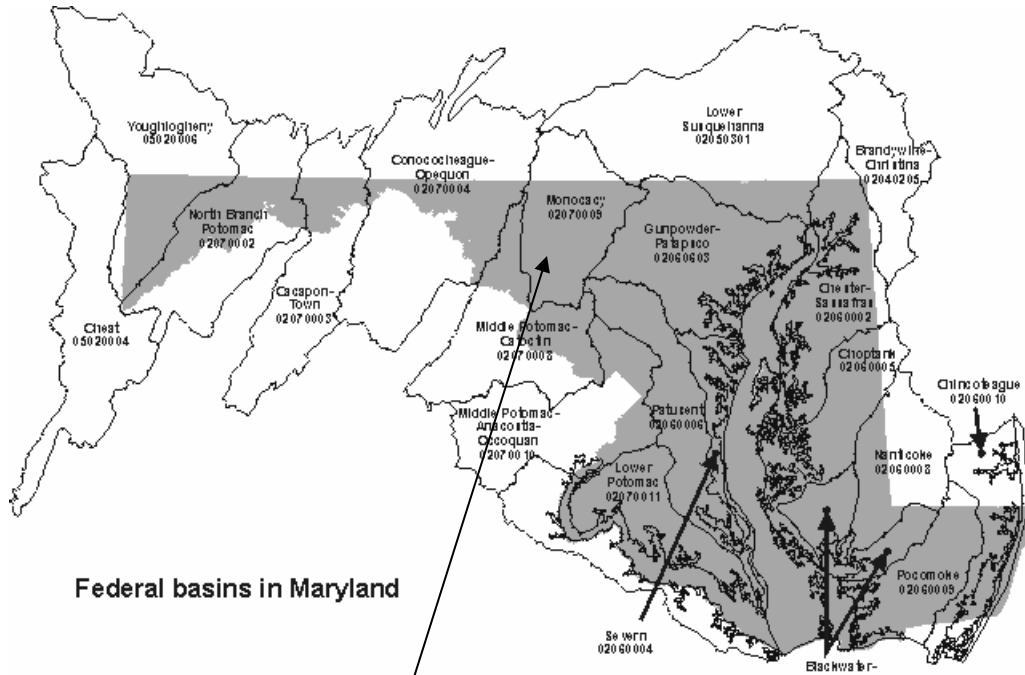 Youghiogheny
05020006
Lower
Susquehanna
02050301
Brandywine-
Christina
02040205
Conococheague-
Opequon
02070004
North Branch
Potomac
02070002
Monocacy
02070009
Gunpowder-
Patapsco
02060603
Cacapon-
Town
02070003
Chester-
Sassafras
02060002
Cheat
05020004
Middle Potomac-
Catoctin
02070008
Choptank
02060005
Chincoteague
02060010
Patuxent
02060006
Middle Potomac-
Anacostia-
Occoquan
02070010
Nanticoke
02060008
Lower
Potomac
02070011
Federal basins in Maryland
Pocomoke
02060009
Severn
02060004
Blackwater-